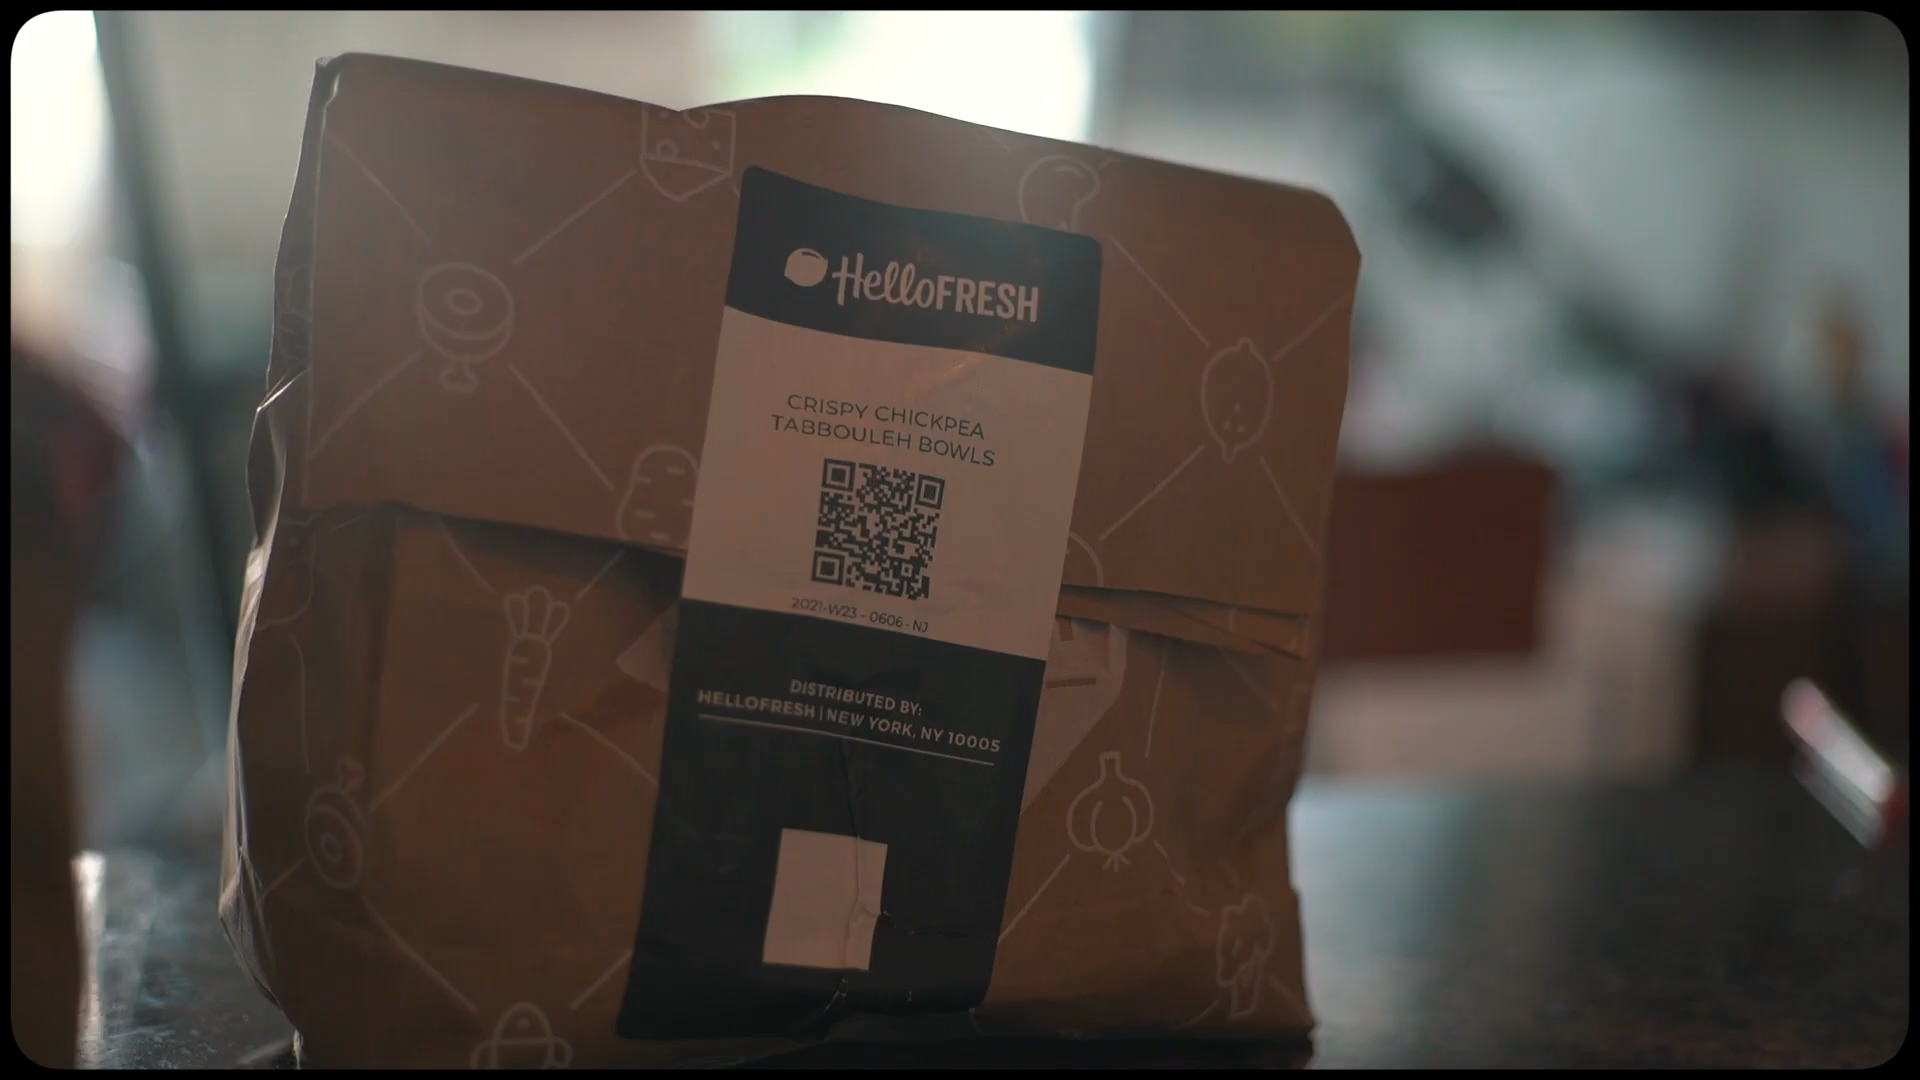 HelloFRESH
CRISPY CHICKPEA
TABBOULEH BOWLS
2021-W23-0606-NJ
DISTRIBUTED BY:
HELLOFRESH | NEW YORK, NY 10005